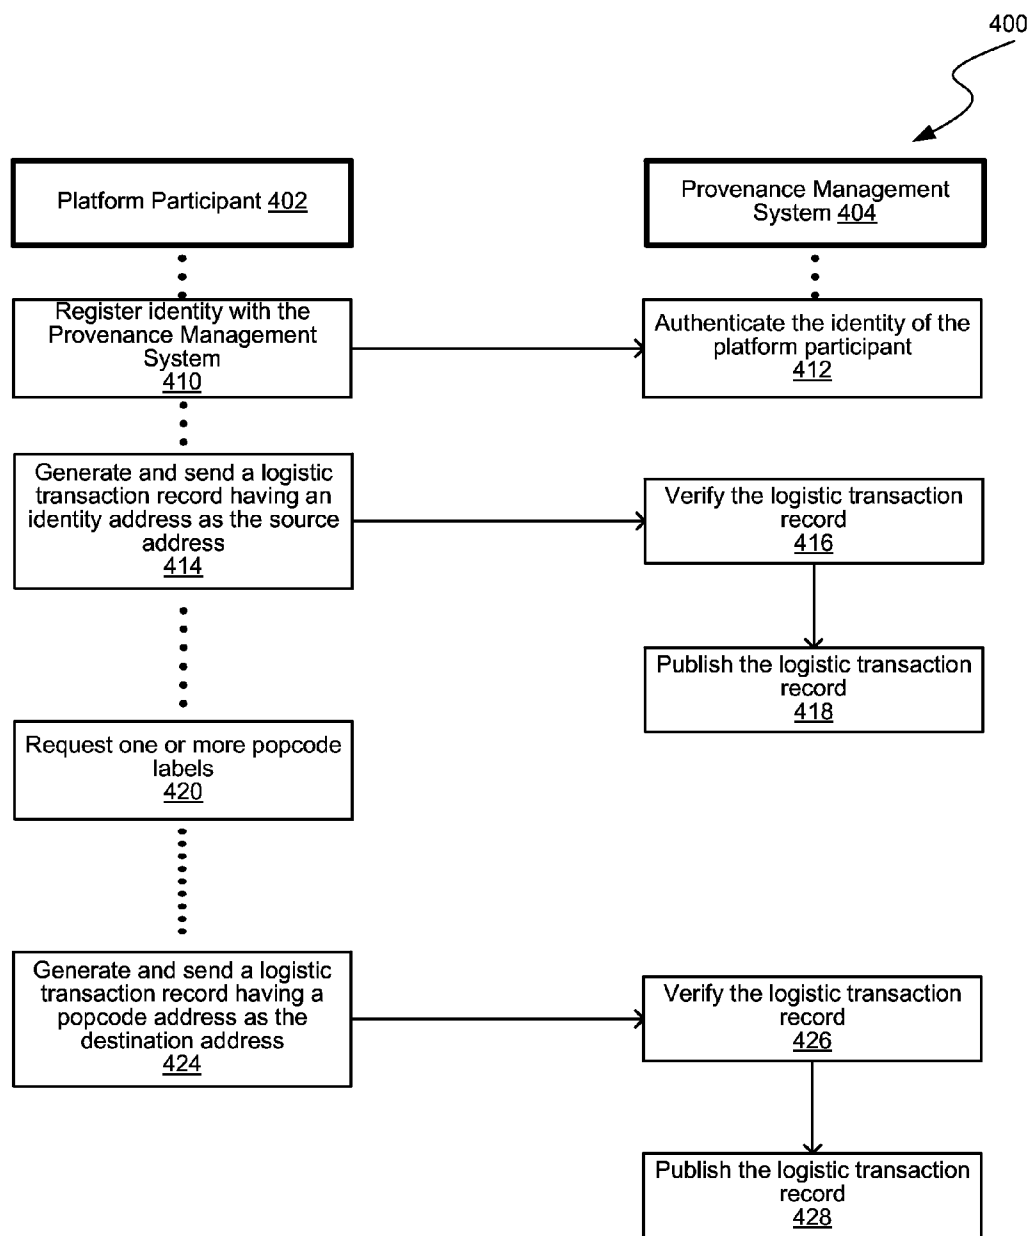 400
Platform Participant 402
Provenance Management
System 404
Register identity with the
Provenance Management
System
410
Authenticate the identity of the
platform participant
412
Generate and send a logistic
transaction record having an
identity address as the source
address
414
Verify the logistic transaction
record
416
Publish the logistic transaction
record
418
Request one or more popcode
labels
420
Generate and send a logistic
transaction record having a
popcode address as the
destination address
424
Verify the logistic transaction
record
426
Publish the logistic transaction
record
428